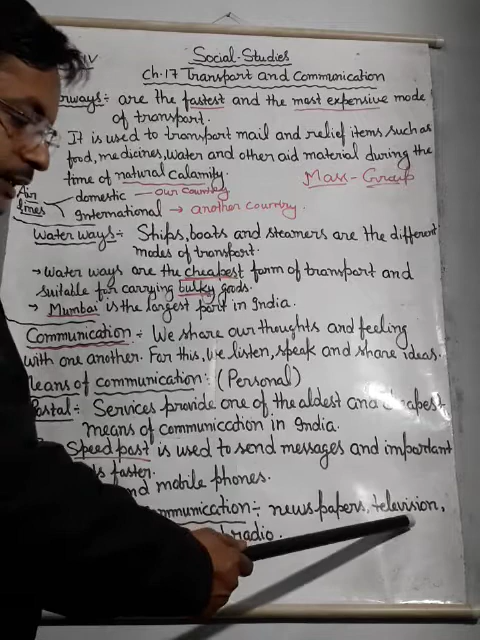 IV Social-Studies
Ch.17 Transport and Communication
rways:- are the fastest and the most expensive mode
of transport.
It is used to transport mail and relief items, such as
food, medicines, water and other aid material during the
time of natural calamity. Mass-Group
Air lines domestic — our country
International → another country.
Water ways:- Ships, boats and steamers are the different
modes of transport.
→ Water ways are the cheapest form of transport and
suitable for carrying bulky goods.
→ Mumbai is the largest port in India.
Communication:- We share our thoughts and feeling
with one another. For this, we listen, speak and share ideas.
eans of communication: (Personal)
ostal:- Services provide one of the aldest and cheapest
means of communication in India.
Speed post is used to send messages and important
s faster.
and mobile phones.
mmunication:- news papers, television,
radio.